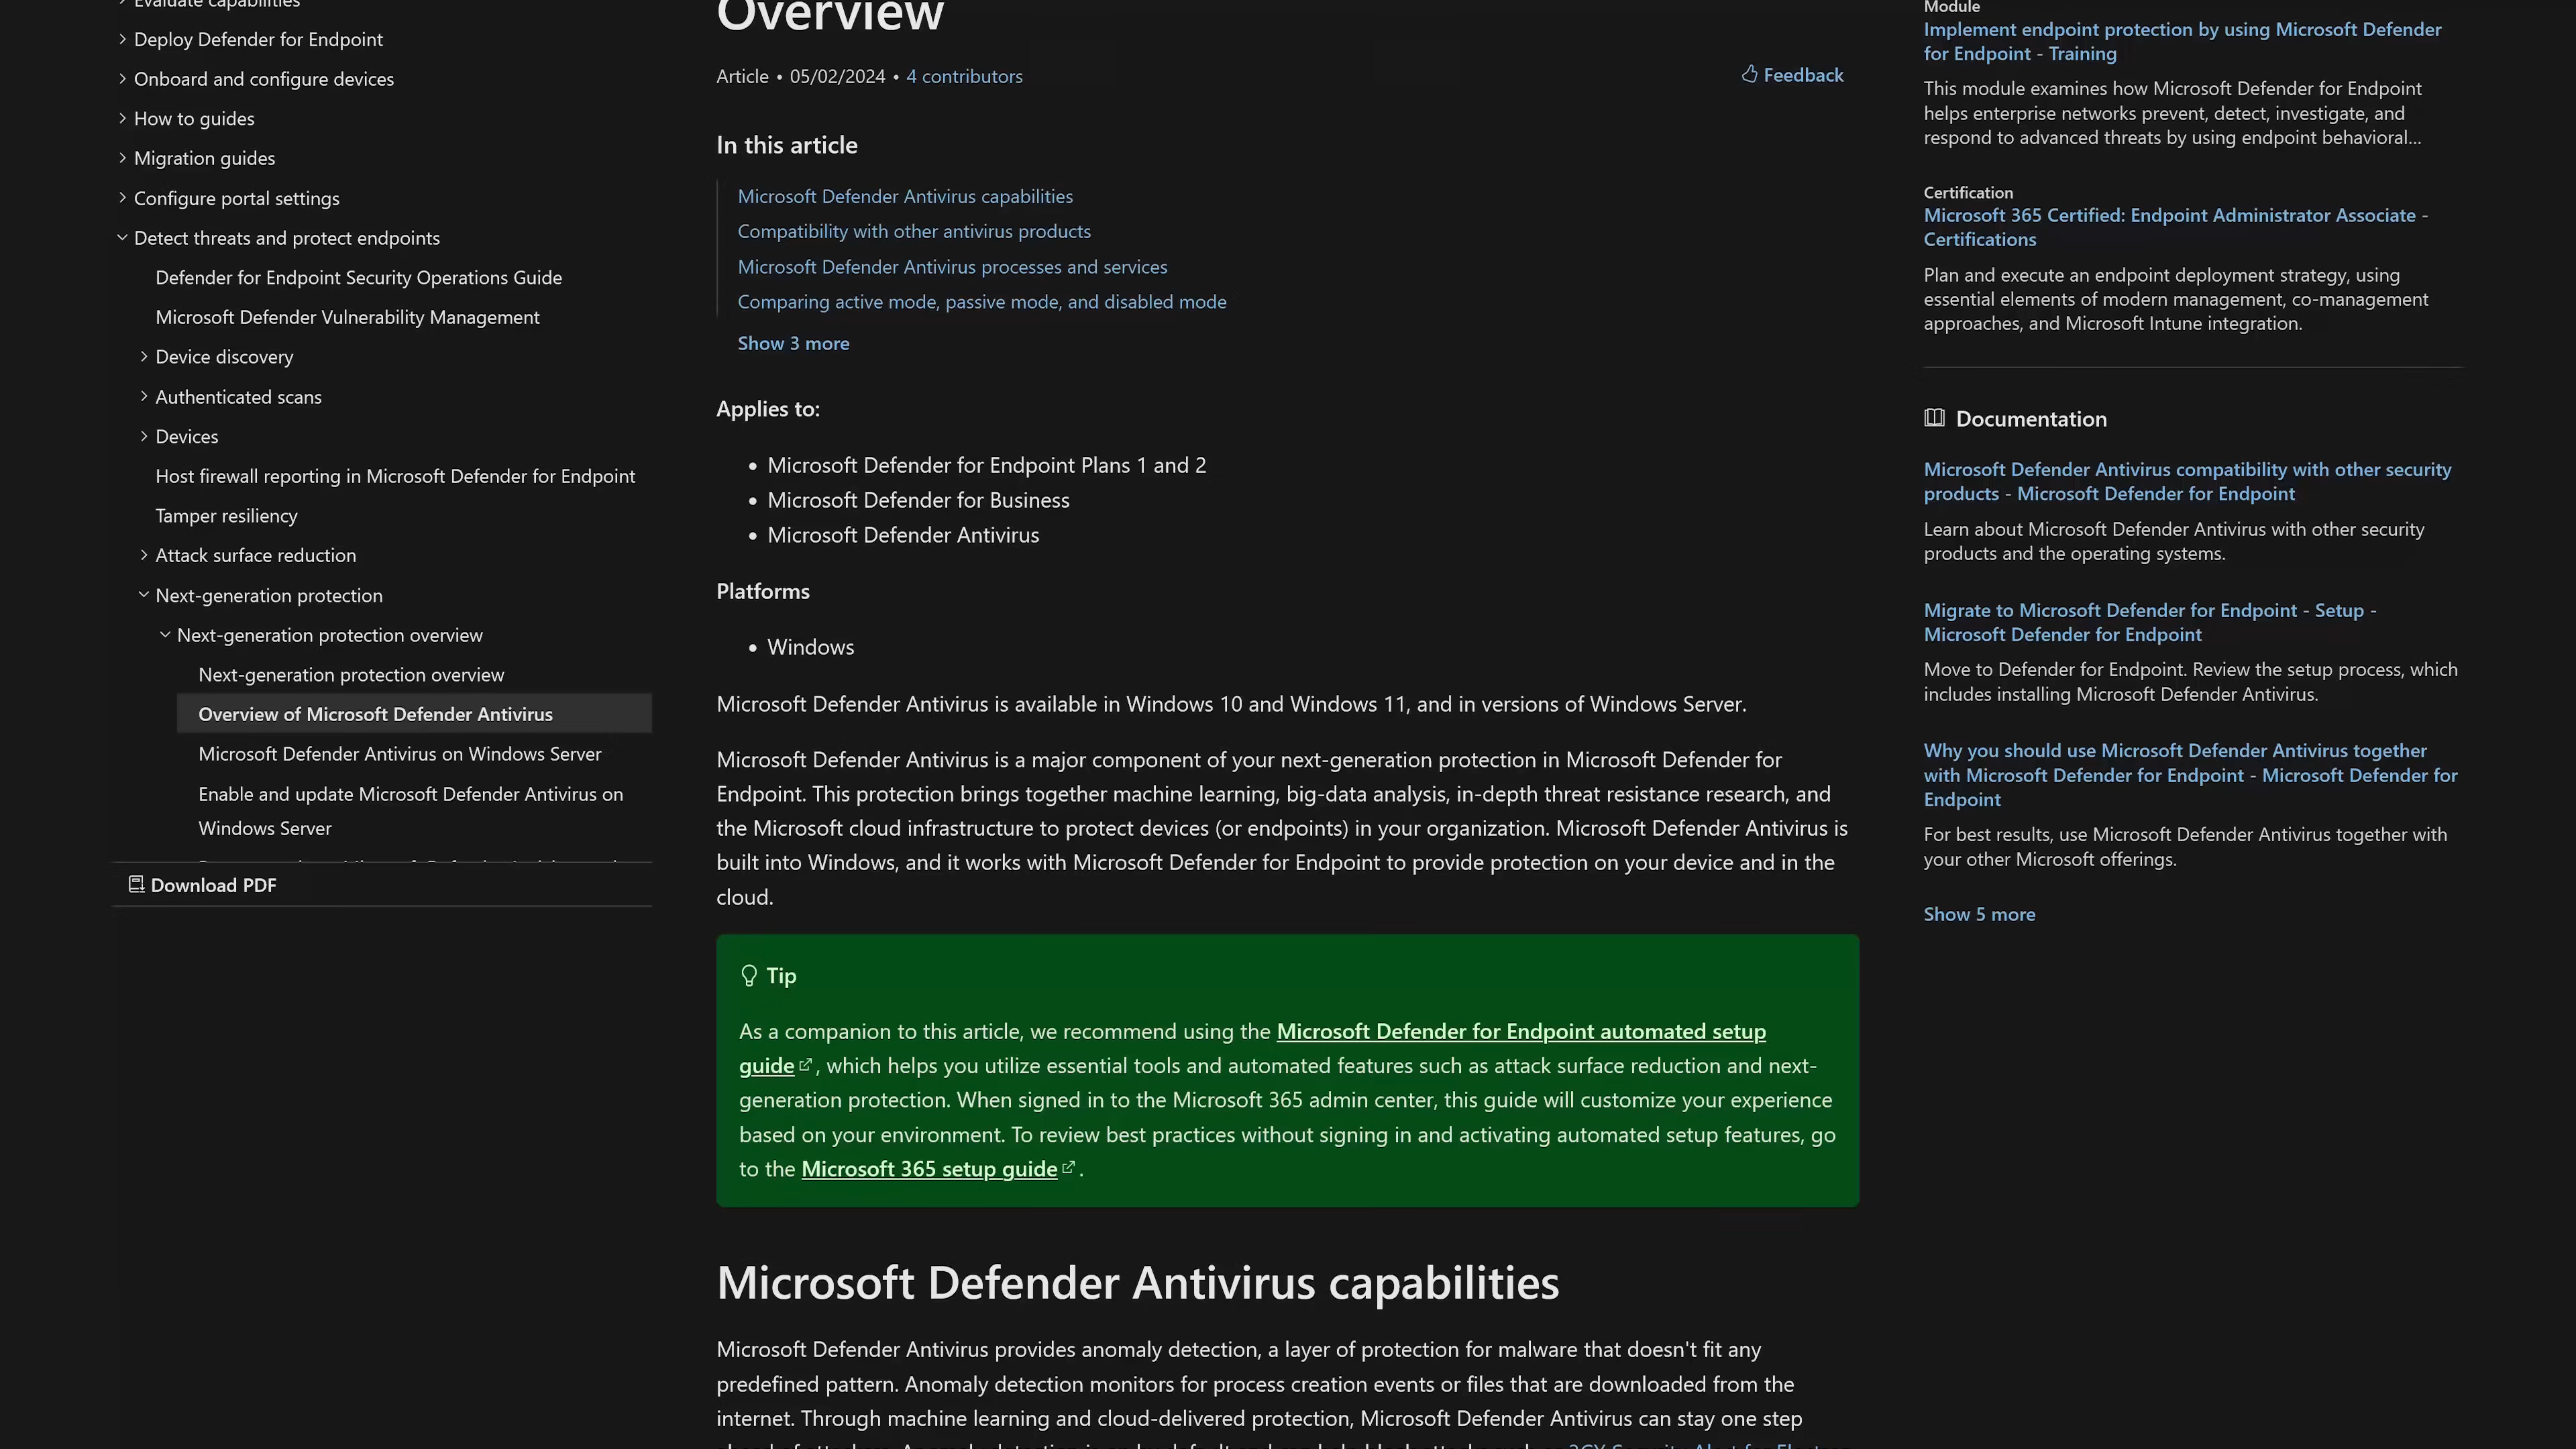 Evaluate capabilities
Deploy Defender for Endpoint
Onboard and configure devices
How to guides
Migration guides
Configure portal settings
Detect threats and protect endpoints
Defender for Endpoint Security Operations Guide
Microsoft Defender Vulnerability Management
Device discovery
Authenticated scans
Devices
Host firewall reporting in Microsoft Defender for Endpoint
Tamper resiliency
Attack surface reduction
Next-generation protection
Next-generation protection overview
Next-generation protection overview
Overview of Microsoft Defender Antivirus
Microsoft Defender Antivirus on Windows Server
Enable and update Microsoft Defender Antivirus on
Windows Server
Download PDF
Overview
Article • 05/02/2024 • 4 contributors
Feedback
In this article
Microsoft Defender Antivirus capabilities
Compatibility with other antivirus products
Microsoft Defender Antivirus processes and services
Comparing active mode, passive mode, and disabled mode
Show 3 more
Applies to:
• Microsoft Defender for Endpoint Plans 1 and 2
• Microsoft Defender for Business
• Microsoft Defender Antivirus
Platforms
• Windows
Microsoft Defender Antivirus is available in Windows 10 and Windows 11, and in versions of Windows Server.
Microsoft Defender Antivirus is a major component of your next-generation protection in Microsoft Defender for
Endpoint. This protection brings together machine learning, big-data analysis, in-depth threat resistance research, and
the Microsoft cloud infrastructure to protect devices (or endpoints) in your organization. Microsoft Defender Antivirus is
built into Windows, and it works with Microsoft Defender for Endpoint to provide protection on your device and in the
cloud.
Tip
As a companion to this article, we recommend using the Microsoft Defender for Endpoint automated setup
guide, which helps you utilize essential tools and automated features such as attack surface reduction and next-
generation protection. When signed in to the Microsoft 365 admin center, this guide will customize your experience
based on your environment. To review best practices without signing in and activating automated setup features, go
to the Microsoft 365 setup guide.
Microsoft Defender Antivirus capabilities
Microsoft Defender Antivirus provides anomaly detection, a layer of protection for malware that doesn't fit any
predefined pattern. Anomaly detection monitors for process creation events or files that are downloaded from the
internet. Through machine learning and cloud-delivered protection, Microsoft Defender Antivirus can stay one step
Module
Implement endpoint protection by using Microsoft Defender
for Endpoint - Training
This module examines how Microsoft Defender for Endpoint
helps enterprise networks prevent, detect, investigate, and
respond to advanced threats by using endpoint behavioral...
Certification
Microsoft 365 Certified: Endpoint Administrator Associate -
Certifications
Plan and execute an endpoint deployment strategy, using
essential elements of modern management, co-management
approaches, and Microsoft Intune integration.
Documentation
Microsoft Defender Antivirus compatibility with other security
products - Microsoft Defender for Endpoint
Learn about Microsoft Defender Antivirus with other security
products and the operating systems.
Migrate to Microsoft Defender for Endpoint - Setup -
Microsoft Defender for Endpoint
Move to Defender for Endpoint. Review the setup process, which
includes installing Microsoft Defender Antivirus.
Why you should use Microsoft Defender Antivirus together
with Microsoft Defender for Endpoint - Microsoft Defender for
Endpoint
For best results, use Microsoft Defender Antivirus together with
your other Microsoft offerings.
Show 5 more